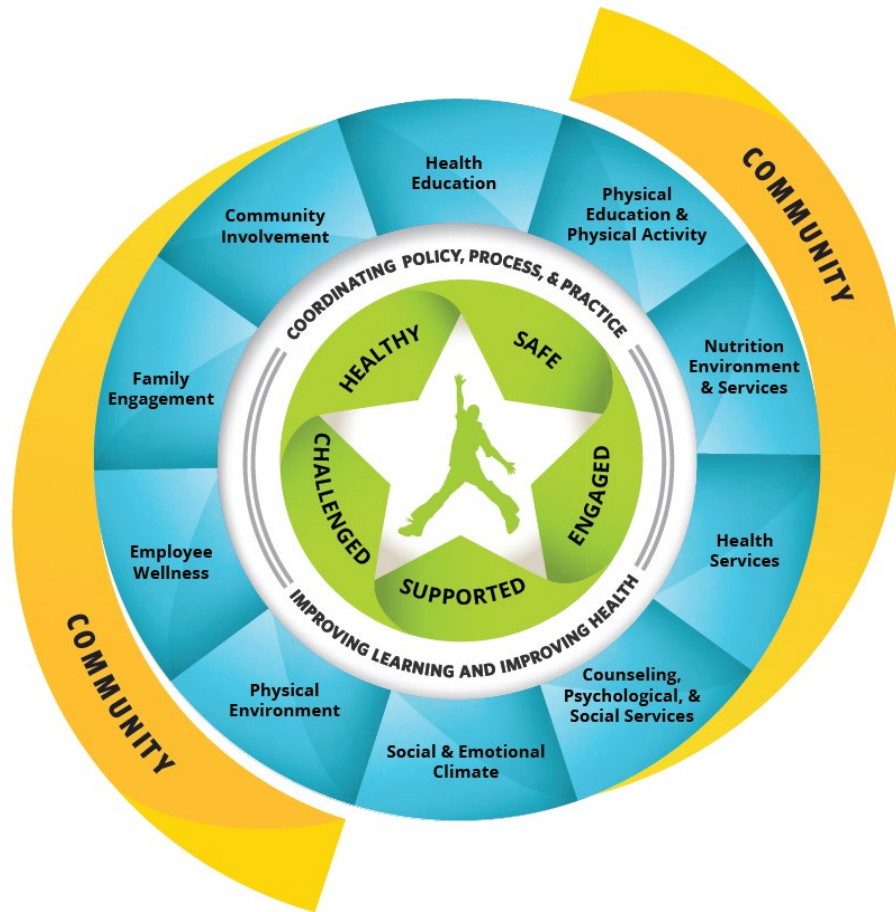 COMMUNITY
Health
Education
Physical
Education &
Physical Activity
Nutrition
Environment
& Services
Health
Services
Counseling,
Psychological, &
Social Services
Social & Emotional
Climate
Physical
Environment
Employee
Wellness
Family
Engagement
Community
Involvement
COORDINATING POLICY, PROCESS, & PRACTICE
IMPROVING LEARNING AND IMPROVING HEALTH
HEALTHY
SAFE
ENGAGED
SUPPORTED
CHALLENGED
COMMUNITY